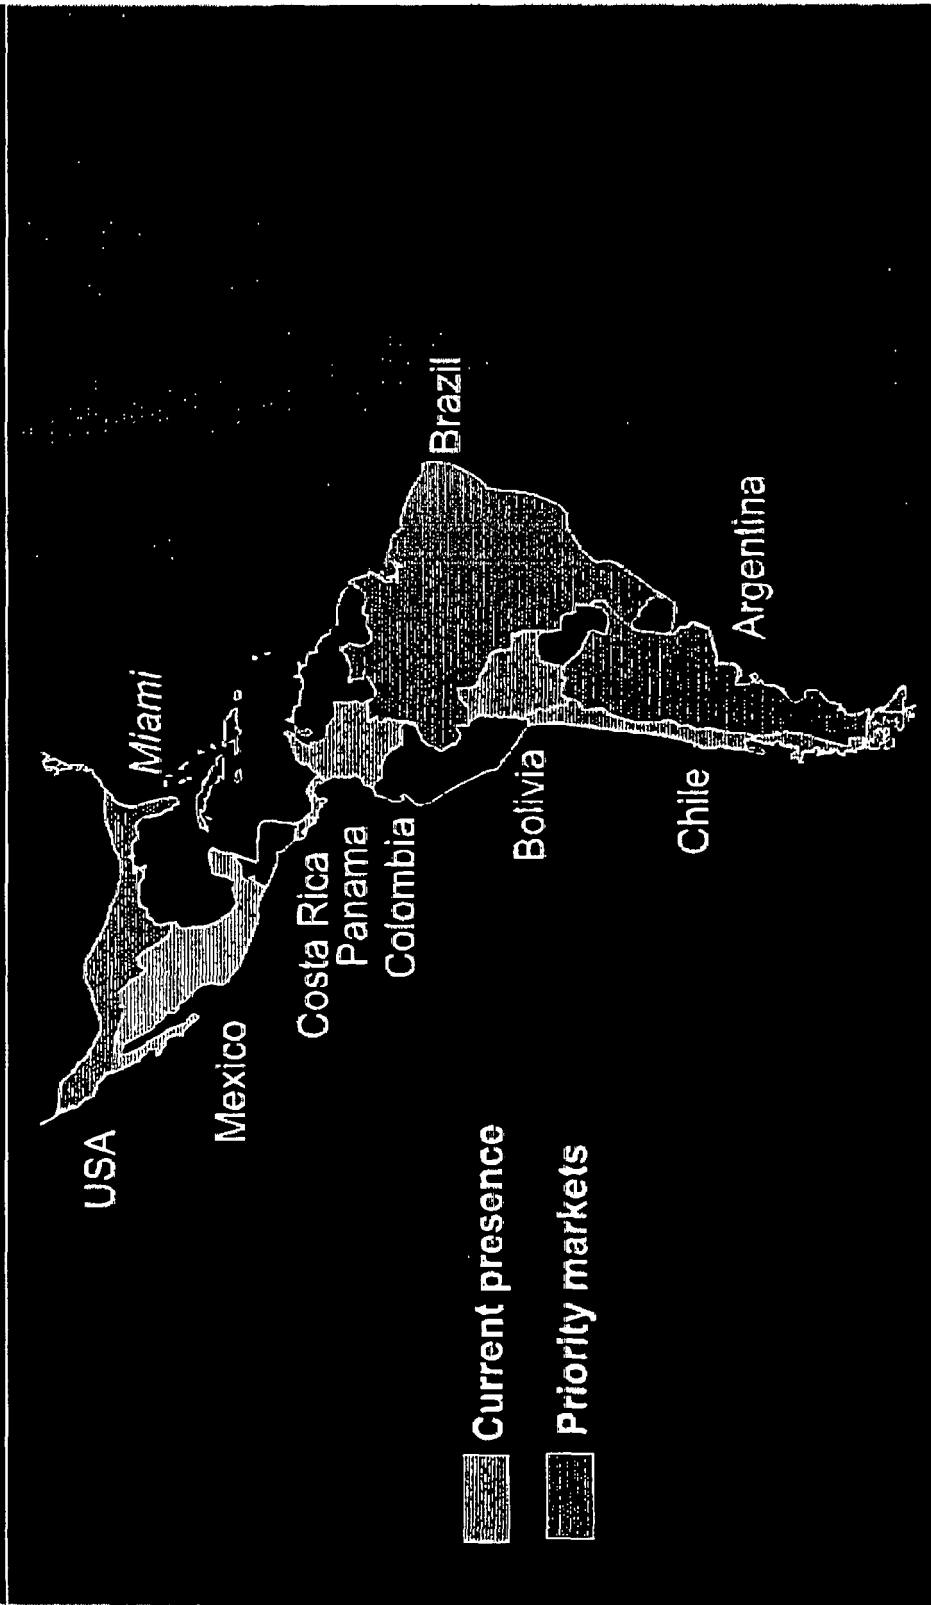 USA
Miami
Mexico
Costa Rica
Panama
Colombia
Brazil
Bolivia
Chile
Argentina
Current presence
Priority markets